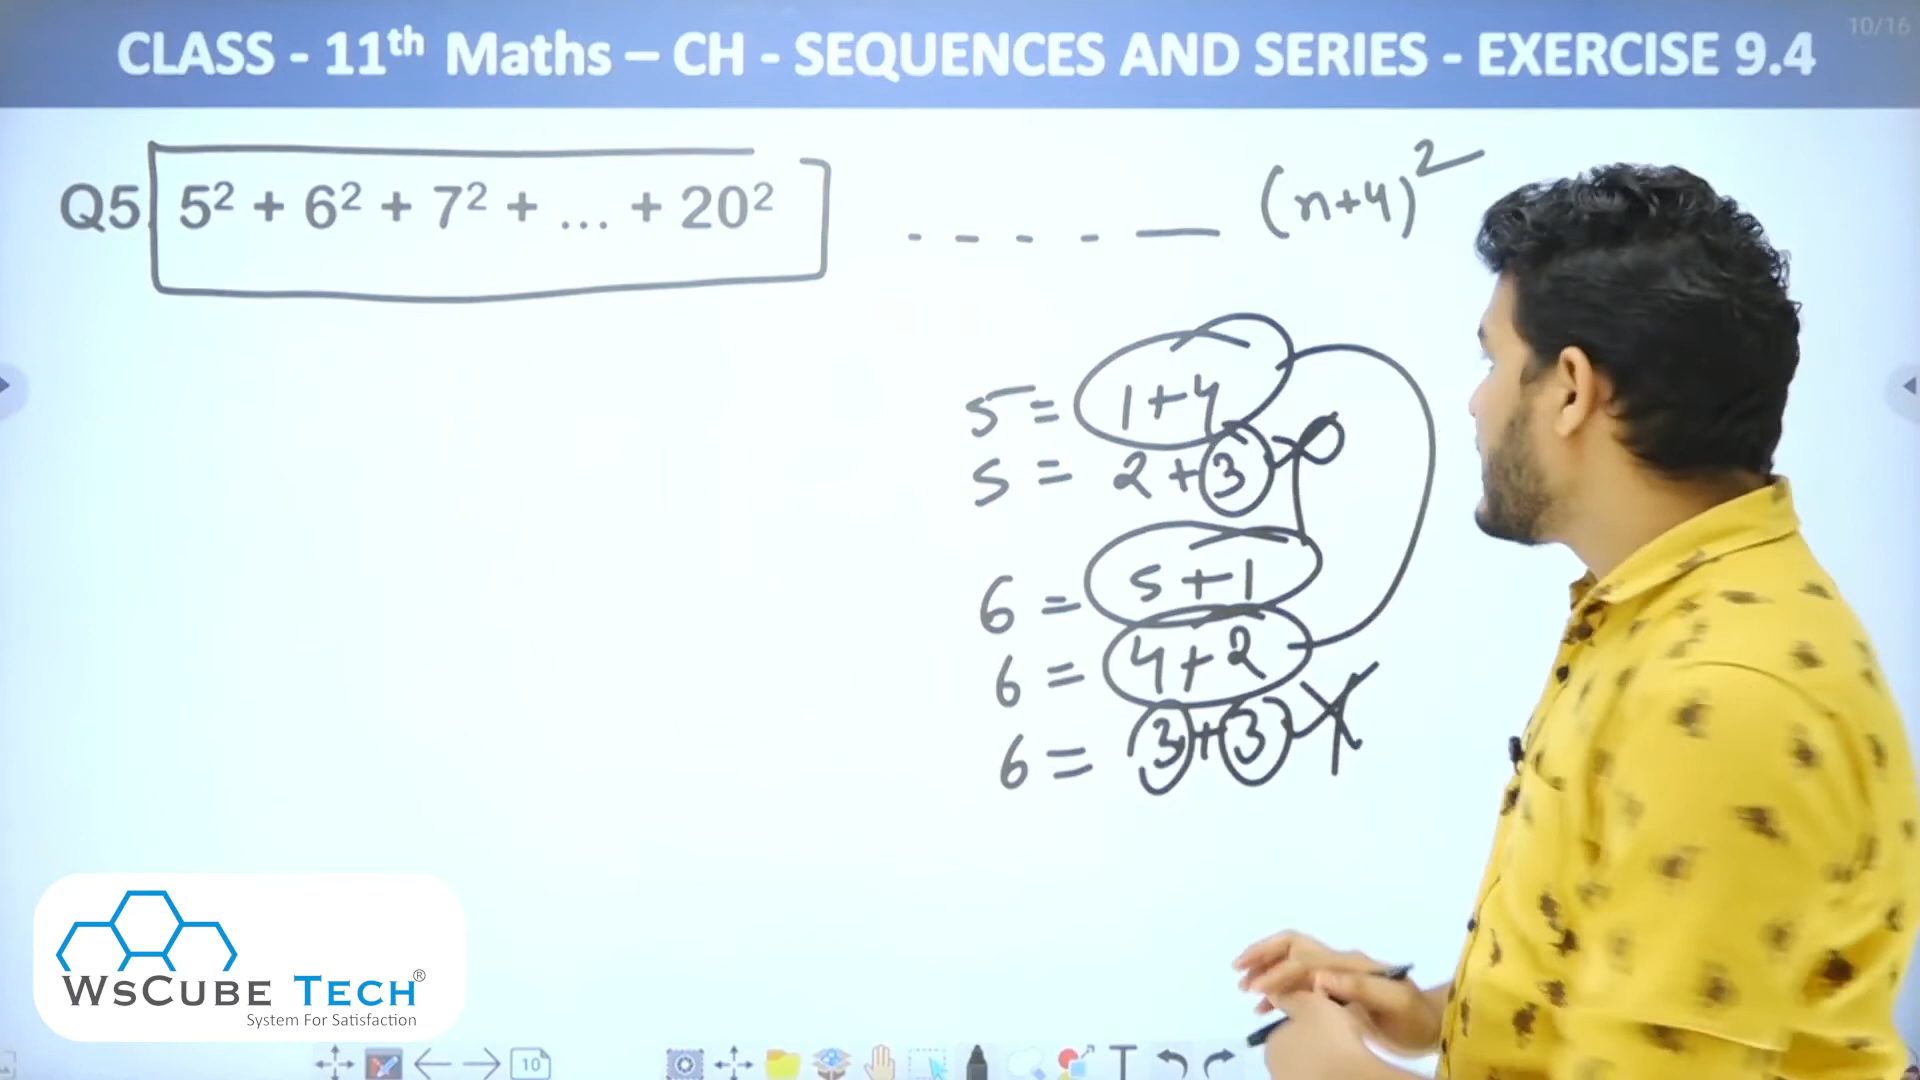 10/16
CLASS - 11th Maths – CH - SEQUENCES AND SERIES - EXERCISE 9.4
Q5. 5² + 6² + 7² + ... + 20² - - - - — (n+4)²
5 = 1+4
5 = 2+3
6 = 5+1
6 = 4+2
6 = 3+3
WsCube Tech®
System For Satisfaction
10
T